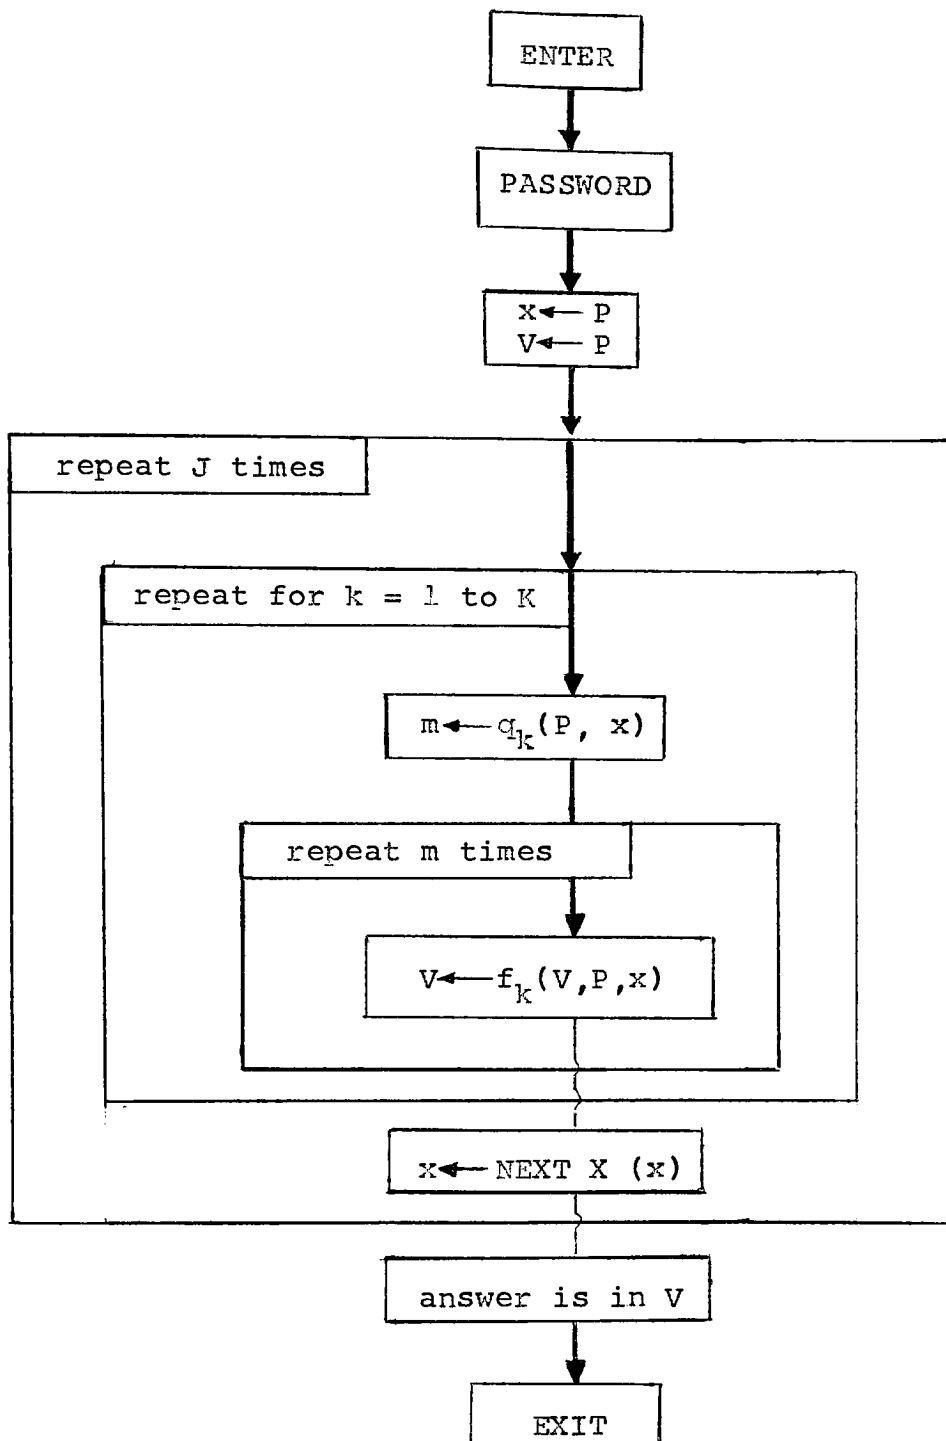 ENTER
PASSWORD
x← P
V← P
repeat J times
repeat for k = 1 to K
m← q_k(P, x)
repeat m times
V← f_k(V,P,x)
x← NEXT X (x)
answer is in V
EXIT